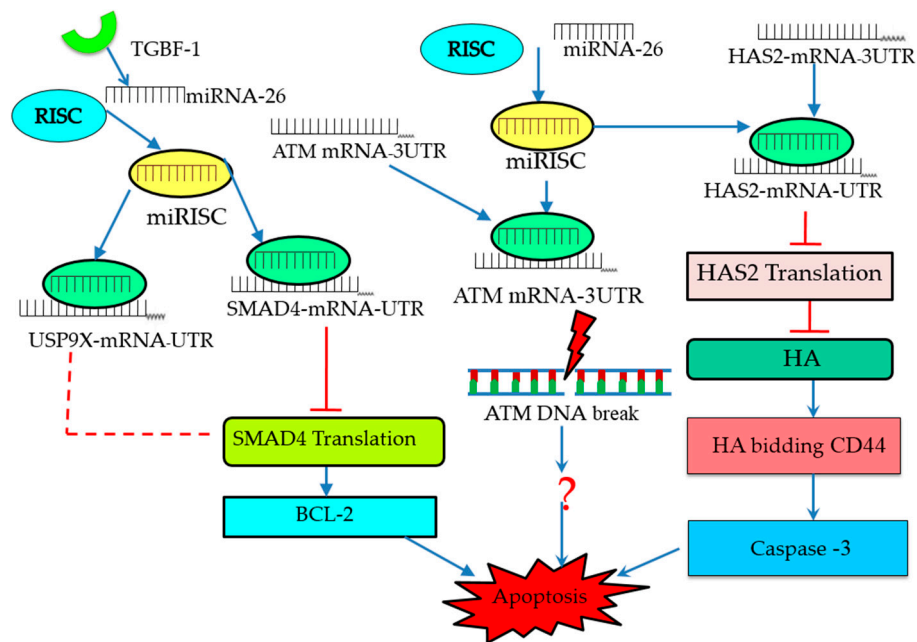 TGBF-1
miRNA-26
RISC
miRISC
USP9X-mRNA-UTR
SMAD4-mRNA-UTR
SMAD4 Translation
BCL-2
RISC
miRNA-26
ATM mRNA-3UTR
miRISC
ATM mRNA-3UTR
ATM DNA break
?
Apoptosis
HAS2-mRNA-3UTR
HAS2-mRNA-UTR
HAS2 Translation
HA
HA bidding CD44
Caspase -3